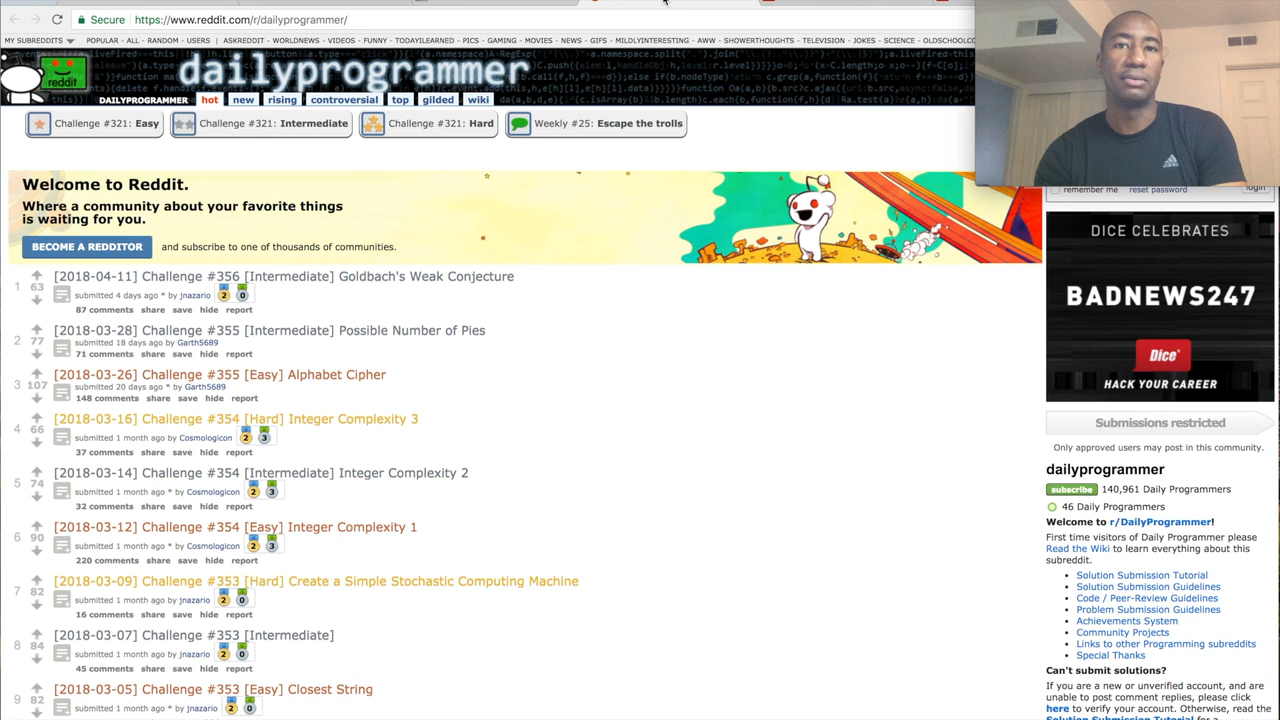 Secure https://www.reddit.com/r/dailyprogrammer/
MY SUBREDDITS POPULAR - ALL - RANDOM - USERS | ASKREDDIT - WORLDNEWS - VIDEOS - FUNNY - TODAYILEARNED - PICS - GAMING - MOVIES - NEWS - GIFS - MILDLYINTERESTING - AWW - SHOWERTHOUGHTS - TELEVISION - JOKES - SCIENCE - OLDSCHOOLCO
reddit
dailyprogrammer
DAILYPROGRAMMER hot new rising controversial top gilded wiki
Challenge #321: Easy Challenge #321: Intermediate Challenge #321: Hard Weekly #25: Escape the trolls
Welcome to Reddit.
Where a community about your favorite things
is waiting for you.
BECOME A REDDITOR and subscribe to one of thousands of communities.
1 63 [2018-04-11] Challenge #356 [Intermediate] Goldbach's Weak Conjecture
submitted 4 days ago * by jnazario 2 0
87 comments share save hide report
2 77 [2018-03-28] Challenge #355 [Intermediate] Possible Number of Pies
submitted 18 days ago by Garth5689
71 comments share save hide report
3 107 [2018-03-26] Challenge #355 [Easy] Alphabet Cipher
submitted 20 days ago * by Garth5689
148 comments share save hide report
4 66 [2018-03-16] Challenge #354 [Hard] Integer Complexity 3
submitted 1 month ago by Cosmologicon 2 3
37 comments share save hide report
5 74 [2018-03-14] Challenge #354 [Intermediate] Integer Complexity 2
submitted 1 month ago * by Cosmologicon 2 3
32 comments share save hide report
6 90 [2018-03-12] Challenge #354 [Easy] Integer Complexity 1
submitted 1 month ago * by Cosmologicon 2 3
220 comments share save hide report
7 82 [2018-03-09] Challenge #353 [Hard] Create a Simple Stochastic Computing Machine
submitted 1 month ago by jnazario 2 0
16 comments share save hide report
8 84 [2018-03-07] Challenge #353 [Intermediate]
submitted 1 month ago by jnazario 2 0
45 comments share save hide report
9 82 [2018-03-05] Challenge #353 [Easy] Closest String
submitted 1 month ago * by jnazario 2 0
remember me reset password login
DICE CELEBRATES
BADNEWS247
Dice
HACK YOUR CAREER
Submissions restricted
Only approved users may post in this community.
dailyprogrammer
subscribe 140,961 Daily Programmers
46 Daily Programmers
Welcome to r/DailyProgrammer!
First time visitors of Daily Programmer please
Read the Wiki to learn everything about this
subreddit.
Solution Submission Tutorial
Solution Submission Guidelines
Code / Peer-Review Guidelines
Problem Submission Guidelines
Achievements System
Community Projects
Links to other Programming subreddits
Special Thanks
Can't submit solutions?
If you are a new or unverified account, and are
unable to post comment replies, please click
here to verify your account. Otherwise, read the
Solution Submission Tutorial for a